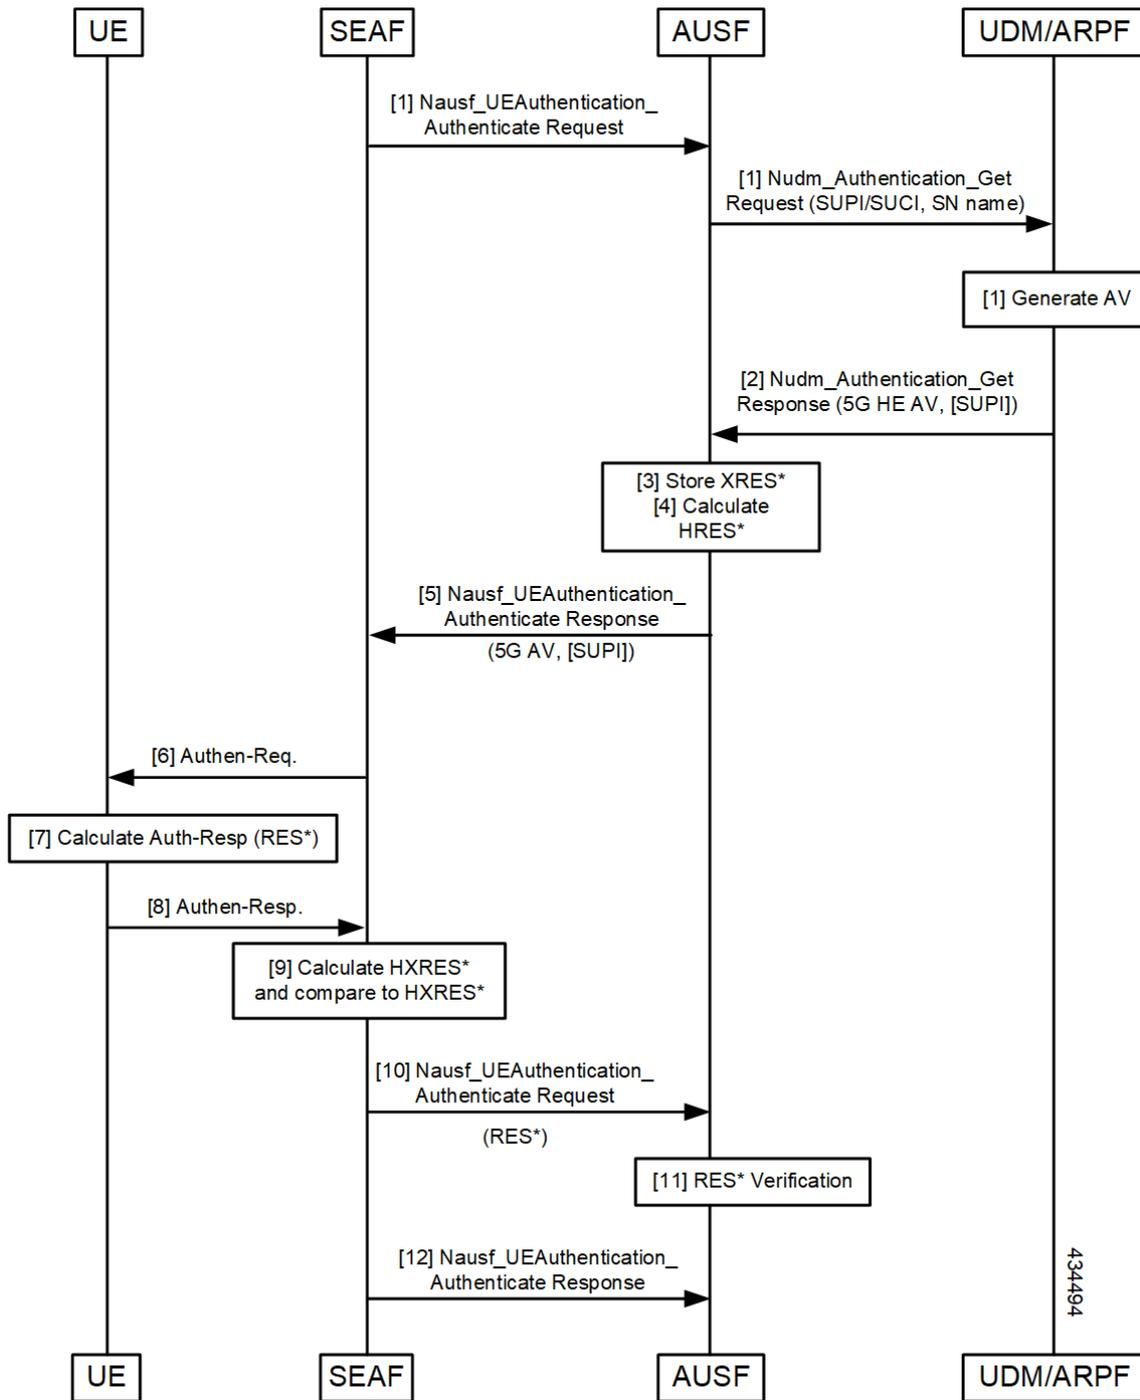 UE
SEAF
AUSF
UDM/ARPF
[1] Nausf_UEAuthentication_
Authenticate Request
[1] Nudm_Authentication_Get
Request (SUPI/SUCI, SN name)
[1] Generate AV
[2] Nudm_Authentication_Get
Response (5G HE AV, [SUPI])
[3] Store XRES*
[4] Calculate
HRES*
[5] Nausf_UEAuthentication_
Authenticate Response
(5G AV, [SUPI])
[6] Authen-Req.
[7] Calculate Auth-Resp (RES*)
[8] Authen-Resp.
[9] Calculate HXRES*
and compare to HXRES*
[10] Nausf_UEAuthentication_
Authenticate Request
(RES*)
[11] RES* Verification
[12] Nausf_UEAuthentication_
Authenticate Response
434494
UE
SEAF
AUSF
UDM/ARPF